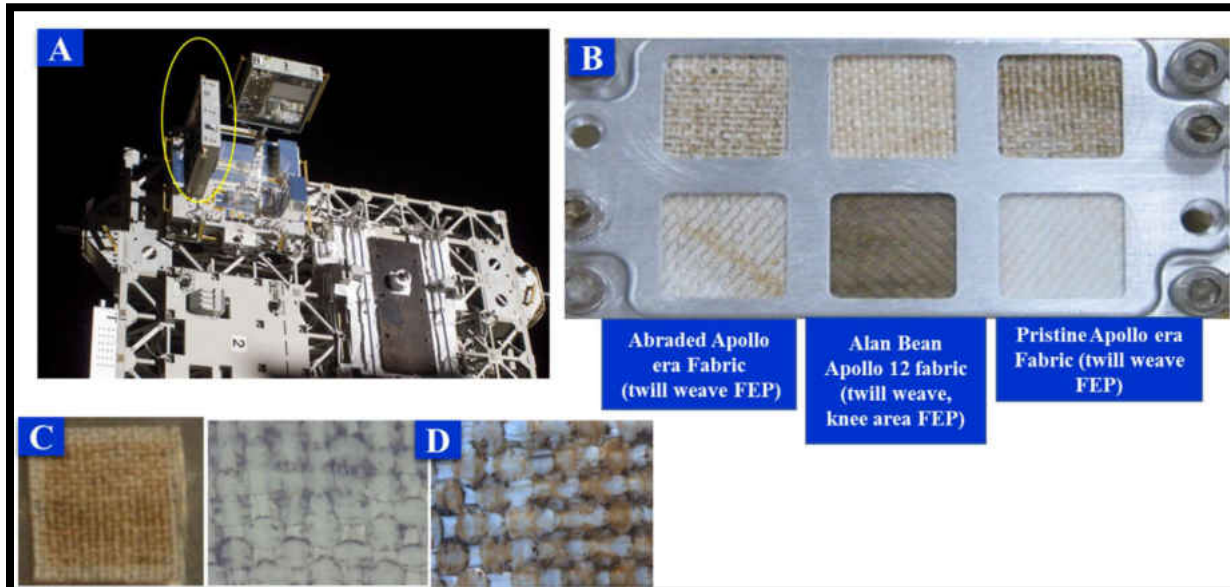 A
B
2
Abraded Apollo
era Fabric
(twill weave FEP)
Alan Bean
Apollo 12 fabric
(twill weave,
knee area FEP)
Pristine Apollo era
Fabric (twill weave
FEP)
C
D